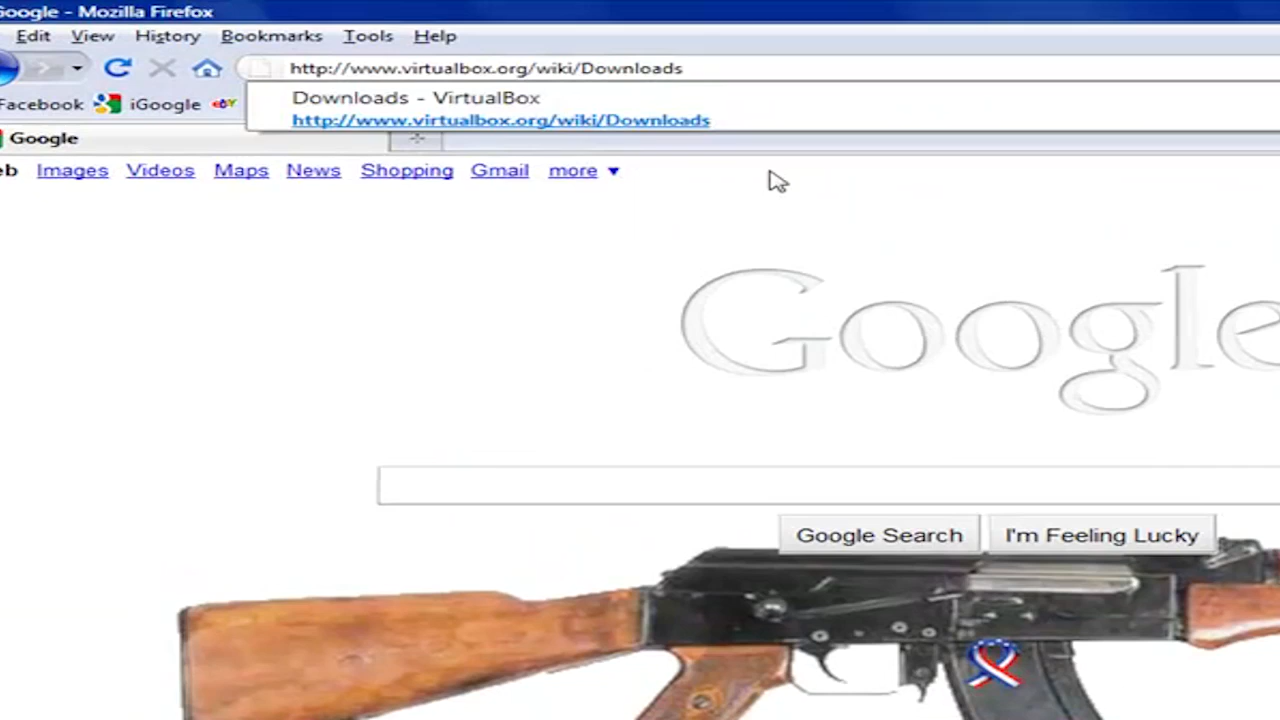 Google - Mozilla Firefox
Edit View History Bookmarks Tools Help
http://www.virtualbox.org/wiki/Downloads
Downloads - VirtualBox
http://www.virtualbox.org/wiki/Downloads
Facebook iGoogle
Google
eb Images Videos Maps News Shopping Gmail more ▼
Google
Google Search I'm Feeling Lucky